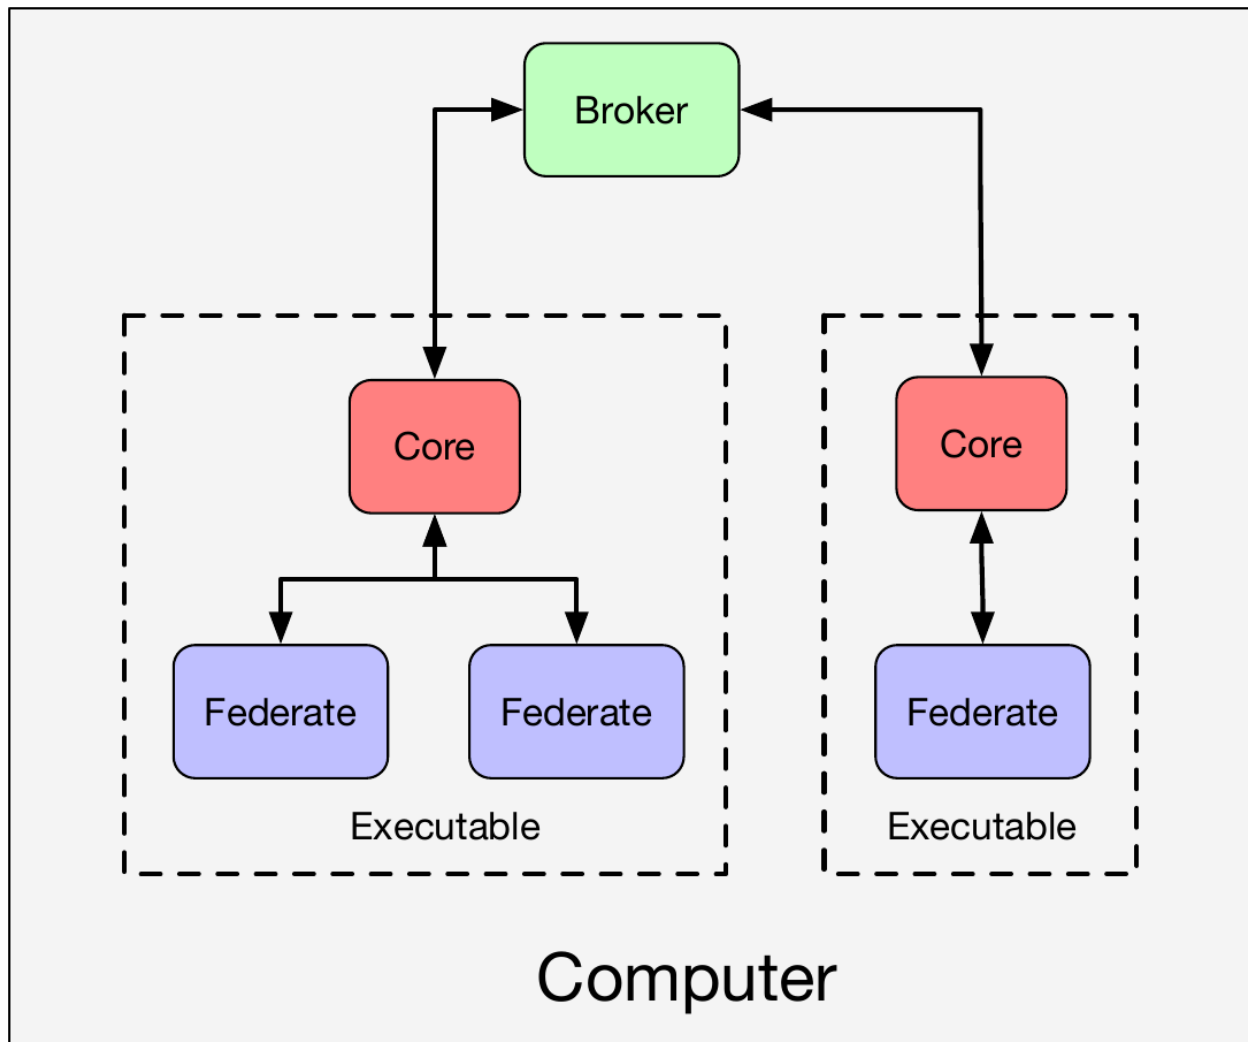 Broker
Core
Core
Federate
Federate
Federate
Executable
Executable
Computer